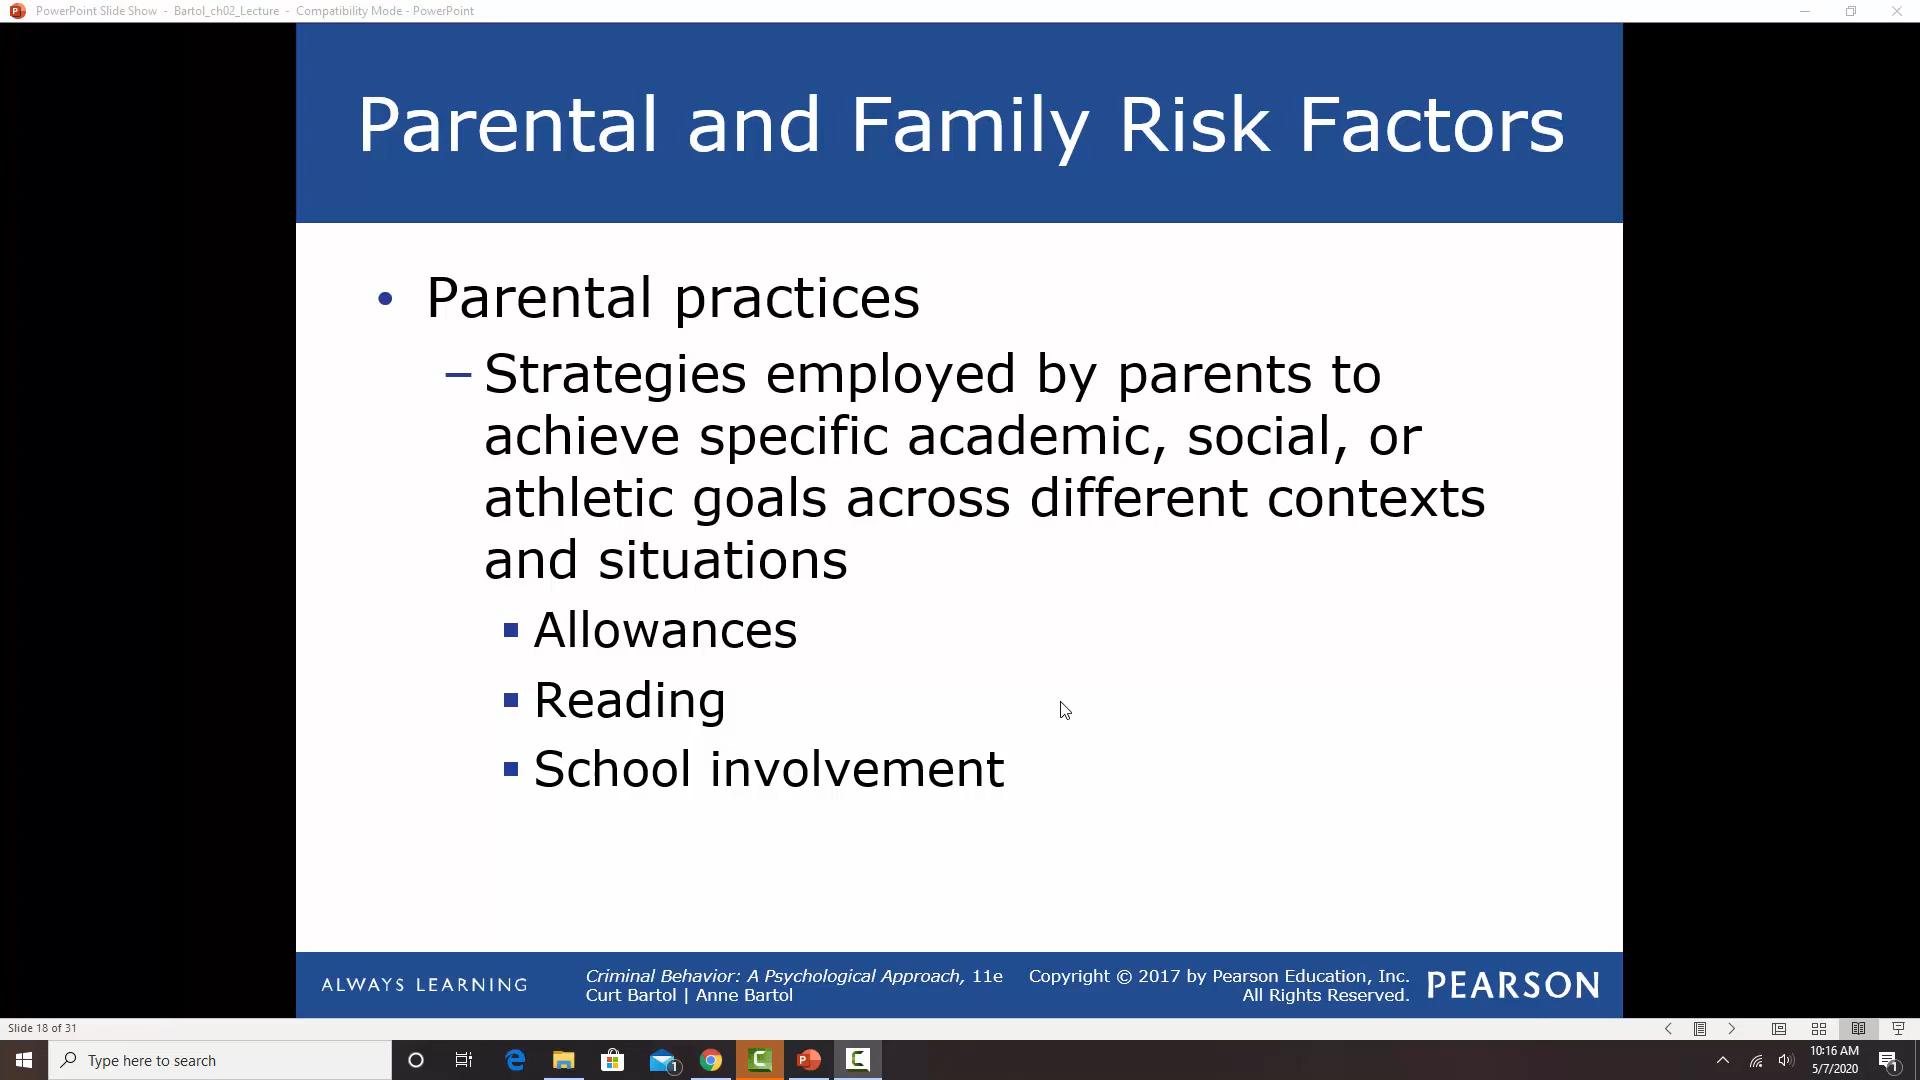 PowerPoint Slide Show - Bartol_ch02_Lecture - Compatibility Mode - PowerPoint
Parental and Family Risk Factors
• Parental practices
– Strategies employed by parents to
achieve specific academic, social, or
athletic goals across different contexts
and situations
▪ Allowances
▪ Reading
▪ School involvement
ALWAYS LEARNING
Criminal Behavior: A Psychological Approach, 11e
Curt Bartol | Anne Bartol
Copyright © 2017 by Pearson Education, Inc.
All Rights Reserved.
PEARSON
Slide 18 of 31
Type here to search
1
10:16 AM
5/7/2020
1